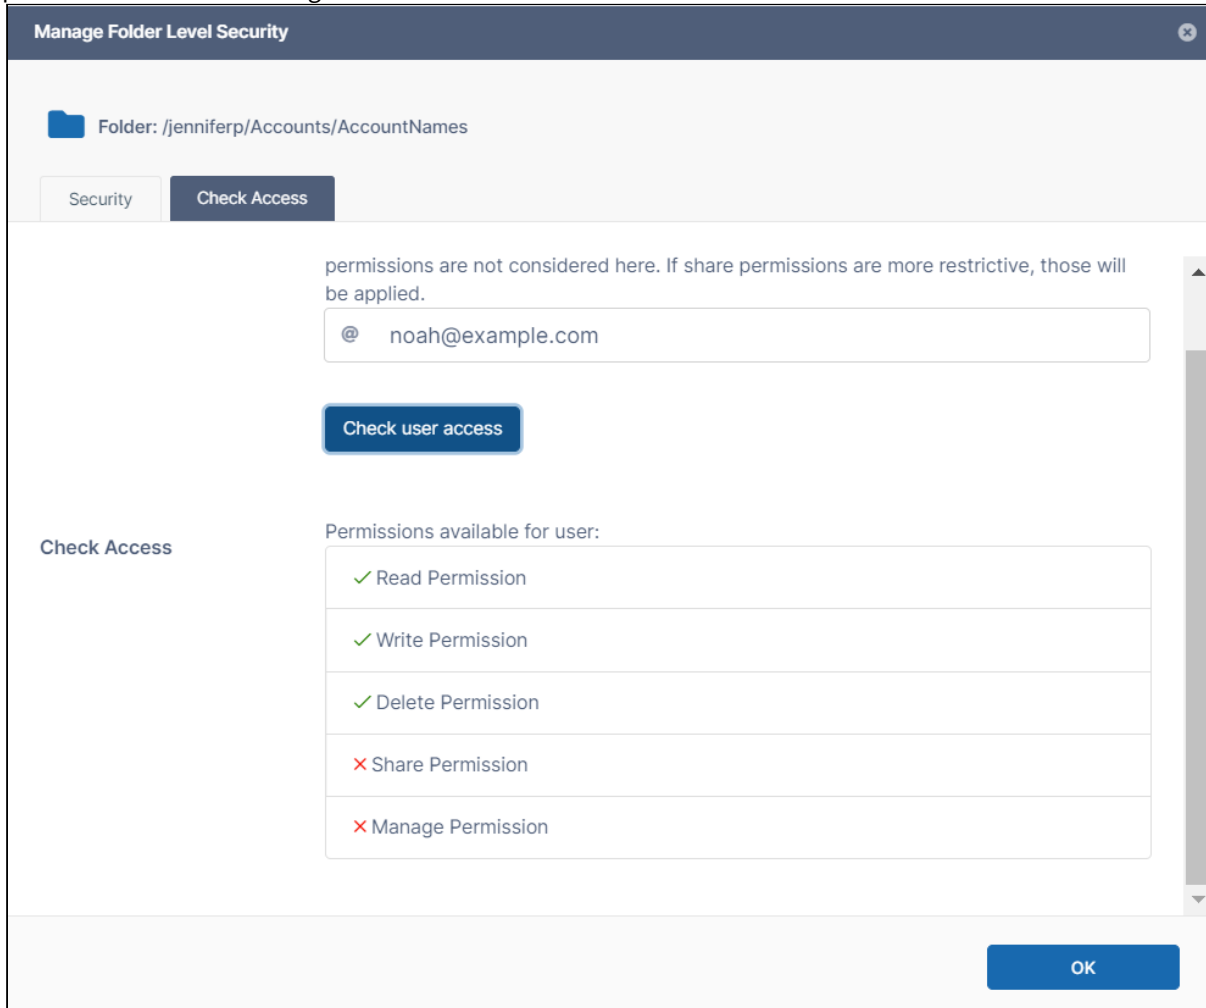 Manage Folder Level Security
Folder: /jenniferp/Accounts/AccountNames
Security Check Access
permissions are not considered here. If share permissions are more restrictive, those will
be applied.
@ noah@example.com
Check user access
Check Access
Permissions available for user:
Read Permission
Write Permission
Delete Permission
Share Permission
Manage Permission
OK